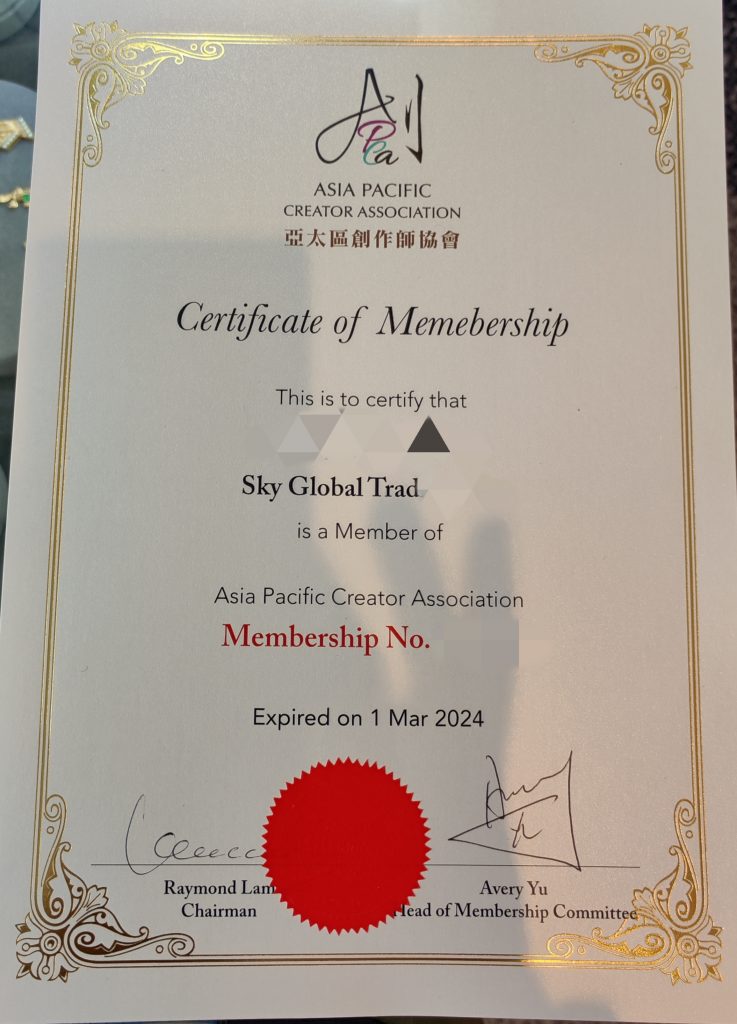 ASIA PACIFIC
CREATOR ASSOCIATION
亞太區創作師協會
Certificate of Memebership
This is to certify that
Sky Global Trad
is a Member of
Asia Pacific Creator Association
Membership No.
Expired on 1 Mar 2024
Raymond Lam
Chairman
Avery Yu
Head of Membership Committee